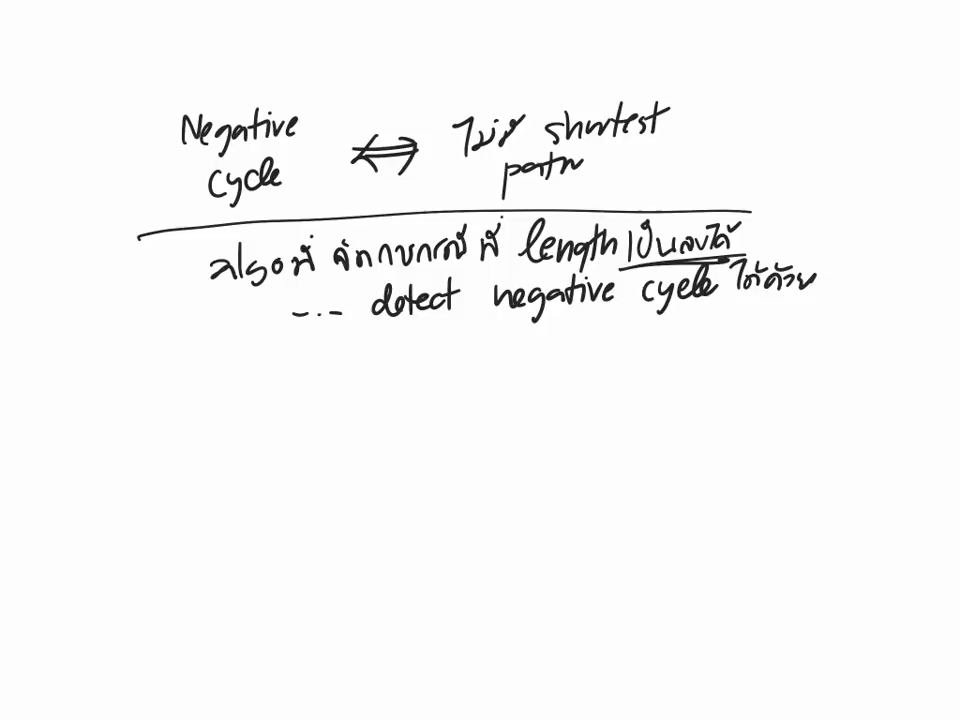 Negative ⟺ ไม่มี shortest
cycle path
algo ที่ จัดการกรณี ที่ length เป็นลบได้
... detect negative cycle ได้ด้วย